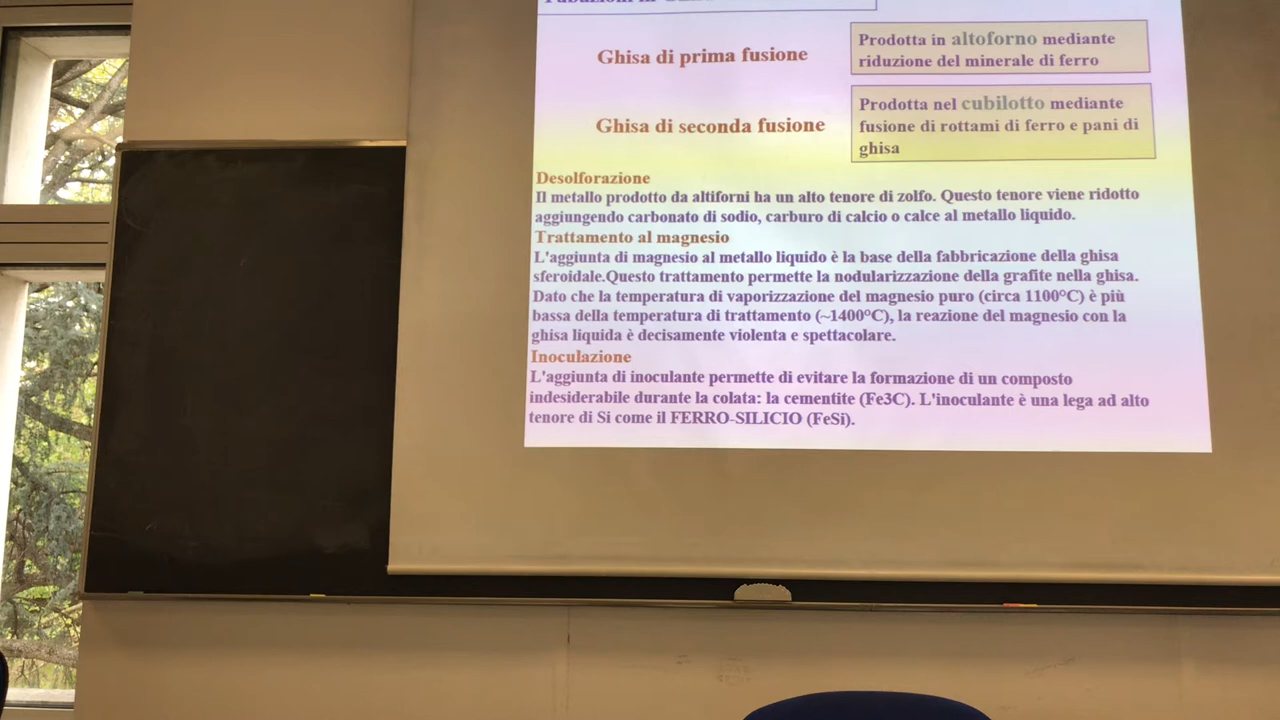 Tubazioni in
Ghisa di prima fusione
Prodotta in altoforno mediante
riduzione del minerale di ferro
Ghisa di seconda fusione
Prodotta nel cubilotto mediante
fusione di rottami di ferro e pani di
ghisa
Desolforazione
Il metallo prodotto da altiforni ha un alto tenore di zolfo. Questo tenore viene ridotto
aggiungendo carbonato di sodio, carburo di calcio o calce al metallo liquido.
Trattamento al magnesio
L'aggiunta di magnesio al metallo liquido è la base della fabbricazione della ghisa
sferoidale.Questo trattamento permette la nodularizzazione della grafite nella ghisa.
Dato che la temperatura di vaporizzazione del magnesio puro (circa 1100°C) è più
bassa della temperatura di trattamento (~1400°C), la reazione del magnesio con la
ghisa liquida è decisamente violenta e spettacolare.
Inoculazione
L'aggiunta di inoculante permette di evitare la formazione di un composto
indesiderabile durante la colata: la cementite (Fe3C). L'inoculante è una lega ad alto
tenore di Si come il FERRO-SILICIO (FeSi).